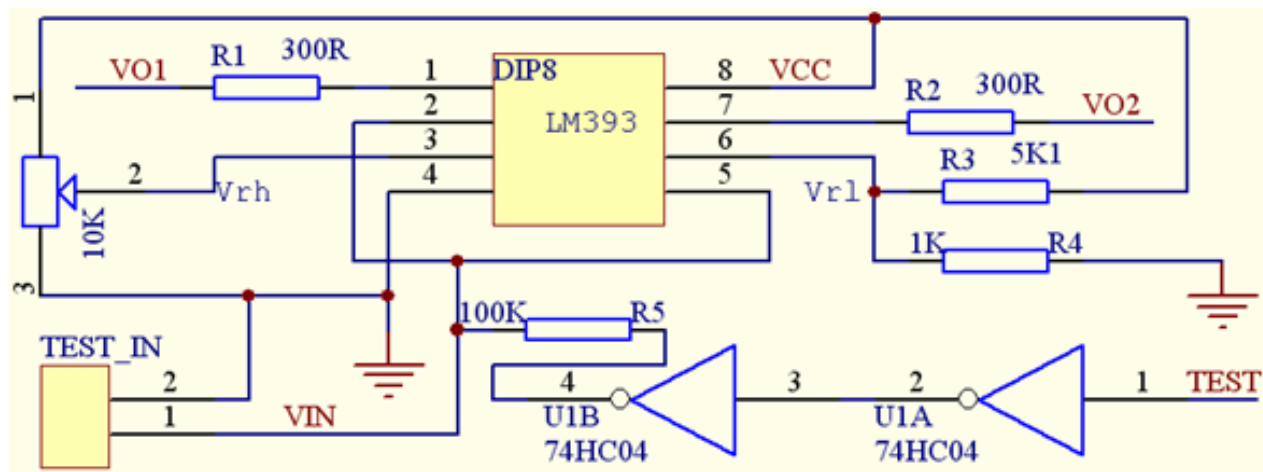 R1 300R
VO1
1 DIP8 8 VCC
2 LM393 7 R2 300R VO2
3 6 R3 5K1
4 5 Vrl
1
2 Vrh
10K
3
1K R4
100K R5
TEST_IN
2
1 VIN
4 3 2 1 TEST
U1B U1A
74HC04 74HC04